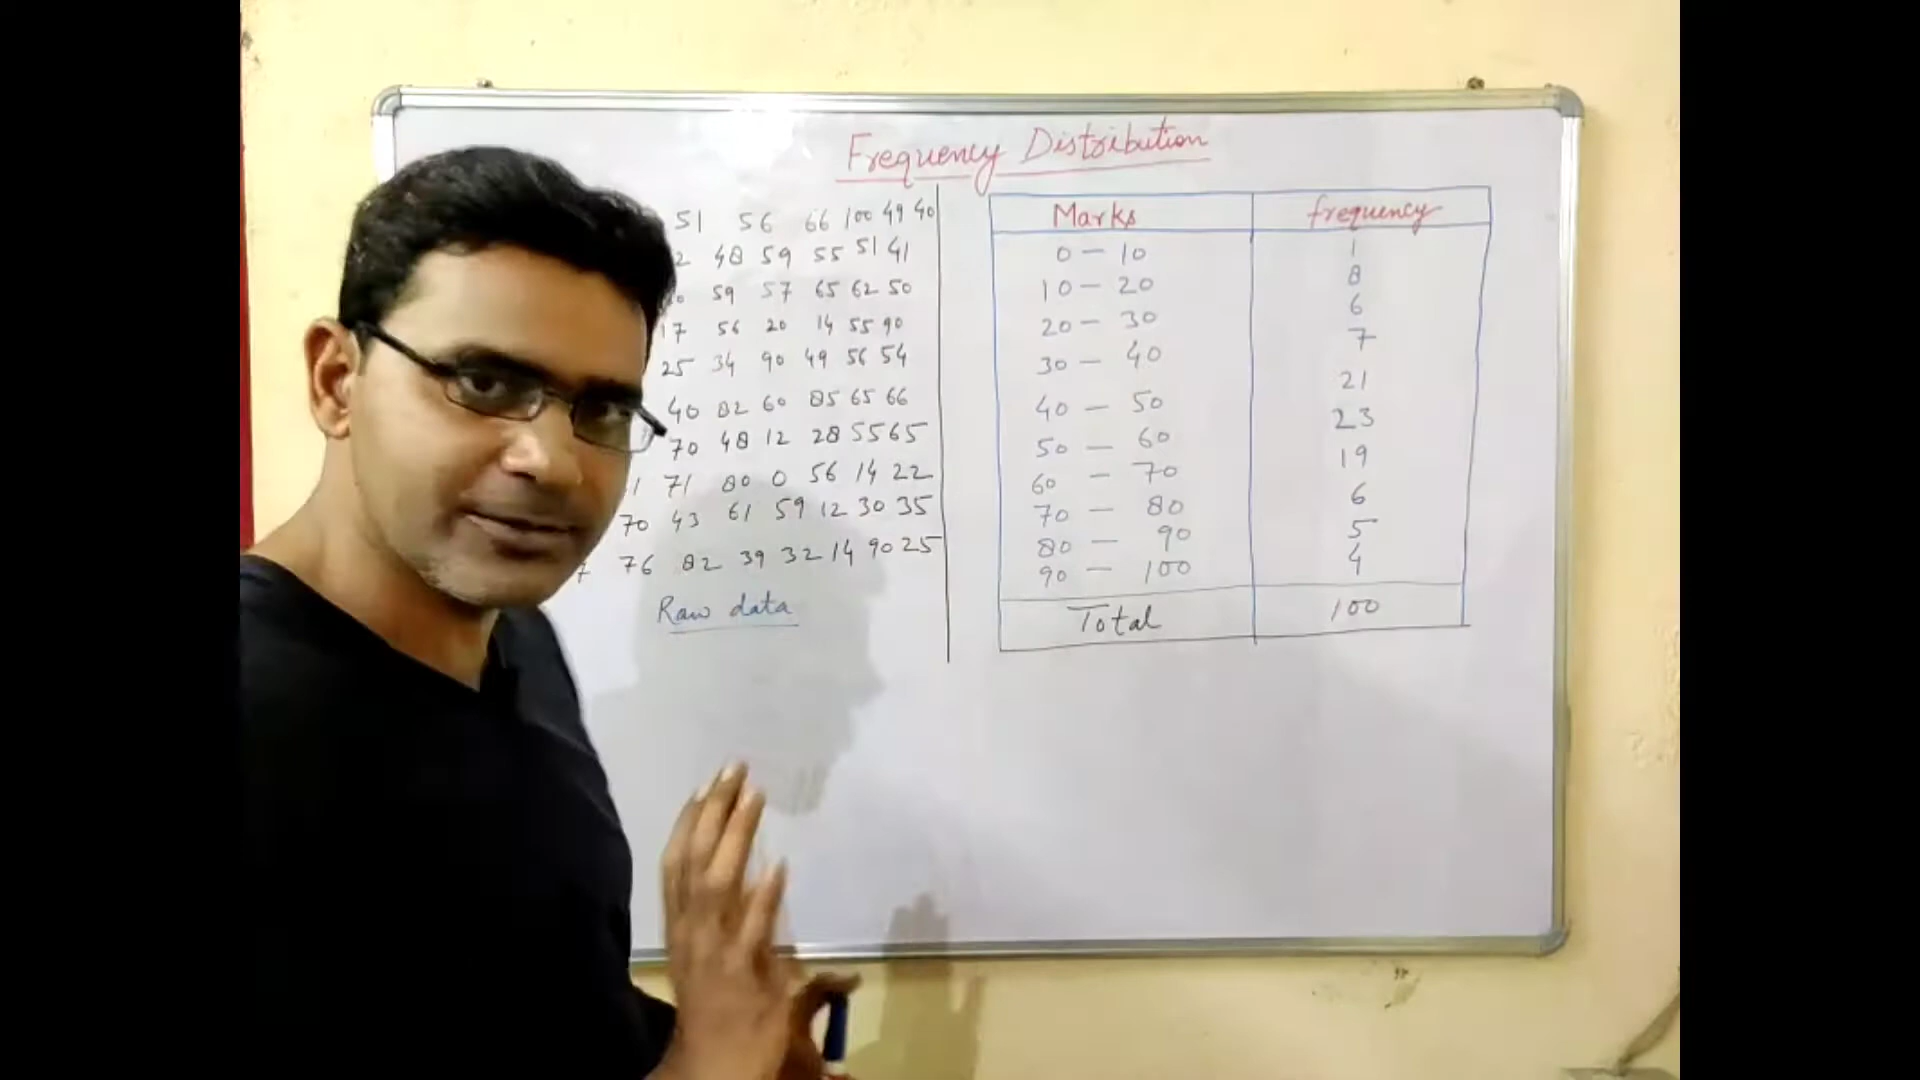 Frequency Distribution
51 56 66 100 49 40
2 48 59 55 51 41
0 59 57 65 62 50
17 56 20 14 55 90
25 34 90 49 56 54
40 82 60 85 65 66
70 48 12 28 55 65
1 71 80 0 56 14 22
70 43 61 59 12 30 35
7 76 82 39 32 14 90 25
Raw data
Marks frequency
0 — 10 1
10 — 20 8
20 — 30 6
30 — 40 7
40 — 50 21
50 — 60 23
60 — 70 19
70 — 80 6
80 — 90 5
90 — 100 4
Total 100